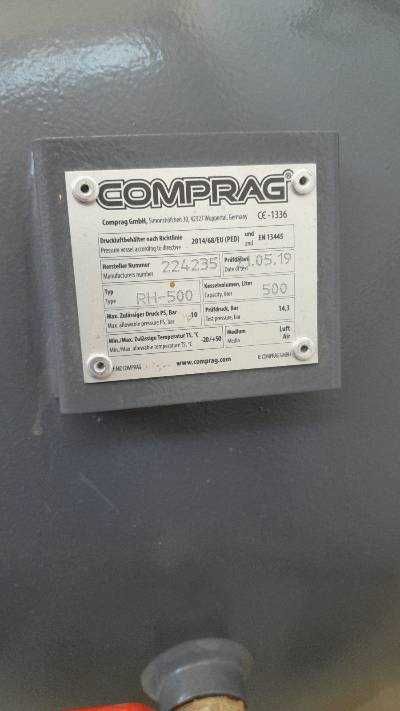 COMPRAG®
Comprag GmbH, Simonshöfchen 30, 42327 Wuppertal, Germany CE-1336
Druckluftbehälter nach Richtlinie 2014/68/EU (PED) und EN 13445
Pressure vessel according to directive and
Hersteller Nummer 224235 Prüfdatum .05.19
Manufacturers number Date of test
Typ RH-500 Kesselvolumen, Liter 500
Type Capacity, liter
Max. Zulässiger Druck PS, Bar 10 Prüfdruck, bar 14,3
Max. allowable pressure PS, bar Test pressure, bar
Min./Max. Zulässige Temperatur TS, °C -20/+50 Medium Luft
Min./Max. allowable temperature TS, °C Media Air
www.comprag.com © COMPRAG GMBH